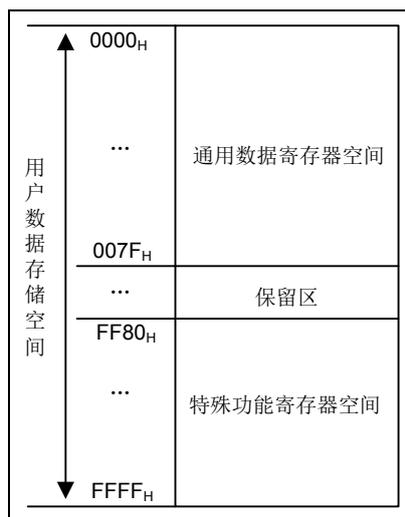 用户数据存储空间
0000H
...
通用数据寄存器空间
007FH
...
保留区
FF80H
...
特殊功能寄存器空间
FFFFH